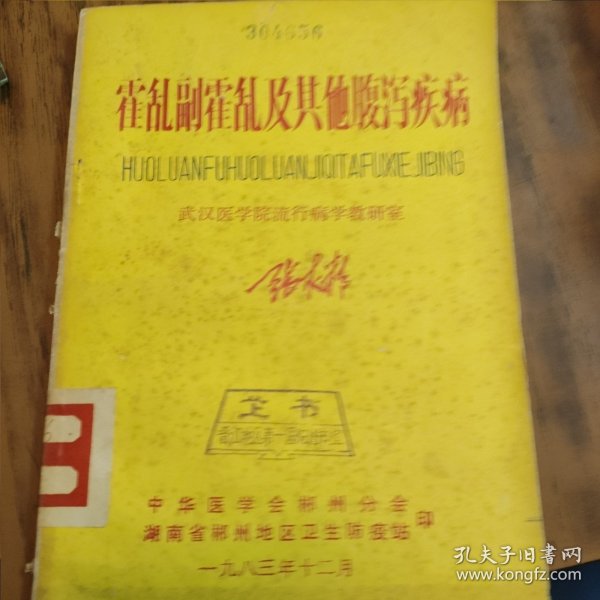 304636
霍乱副霍乱及其他腹泻疾病
HUOLUANFUHUOLUANJIQITAFUXIEJIBING
武汉医学院流行病学教研室
书
中华医学会郴州分会
湖南省郴州地区卫生防疫站 印
一九八三年十二月
孔夫子旧书网
www.kongfz.com